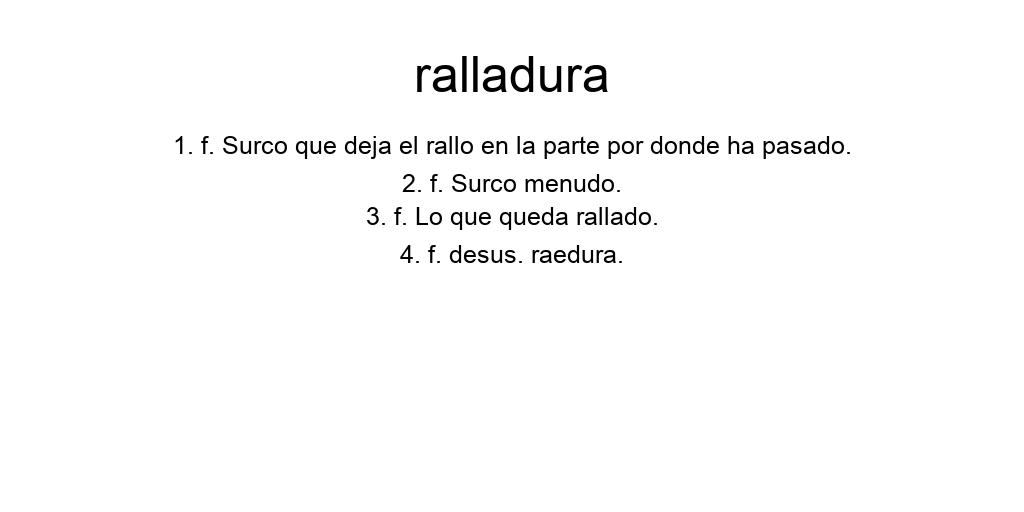 ralladura
1. f. Surco que deja el rallo en la parte por donde ha pasado.
2. f. Surco menudo.
3. f. Lo que queda rallado.
4. f. desus. raedura.